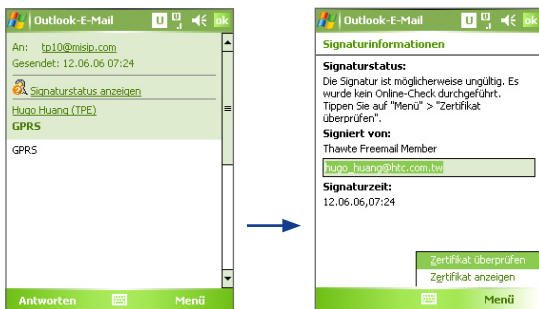 Outlook-E-Mail
ok
An: tp10@misip.com
Gesendet: 12.06.06 07:24
Signaturstatus anzeigen
Hugo Huang (TPE)
GPRS
GPRS
Antworten
Menü
Outlook-E-Mail
ok
Signaturinformationen
Signaturstatus:
Die Signatur ist möglicherweise ungültig. Es
wurde kein Online-Check durchgeführt.
Tippen Sie auf "Menü" > "Zertifikat
überprüfen".
Signiert von:
Thawte Freemail Member
hugo_huang@htc.com.tw
Signaturzeit:
12.06.06,07:24
Zertifikat überprüfen
Zertifikat anzeigen
Menü